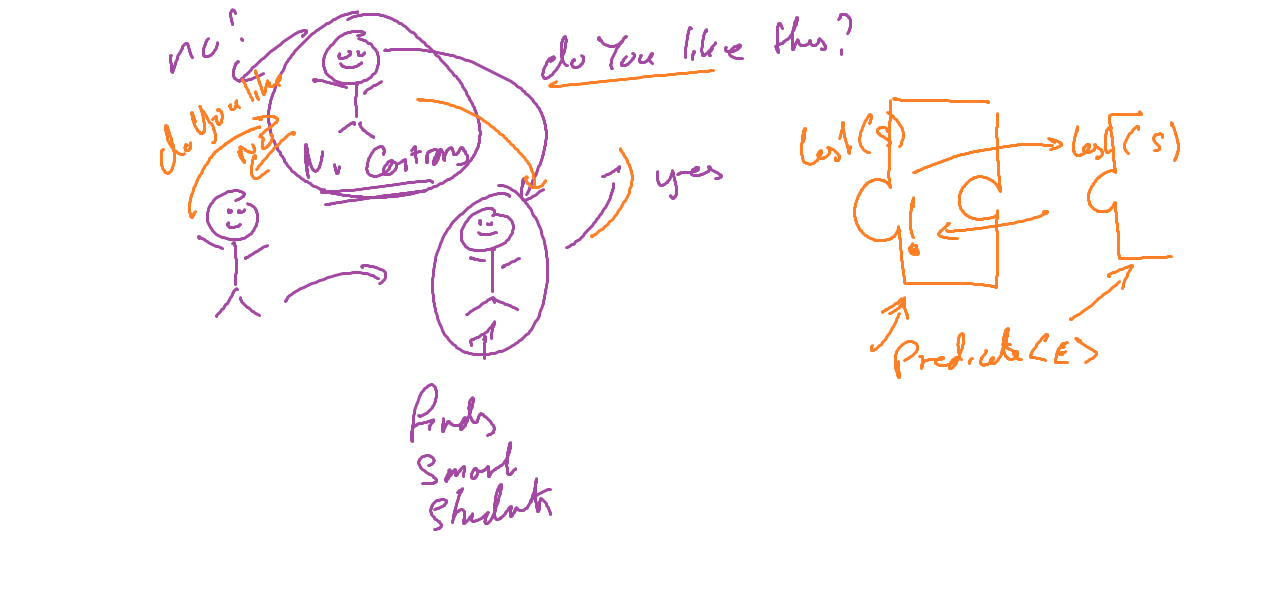 no!
do You like this?
do You like
no
Mr Contrary
yes
test(s)
test(s)
!
Predicate<E>
finds
smart
students